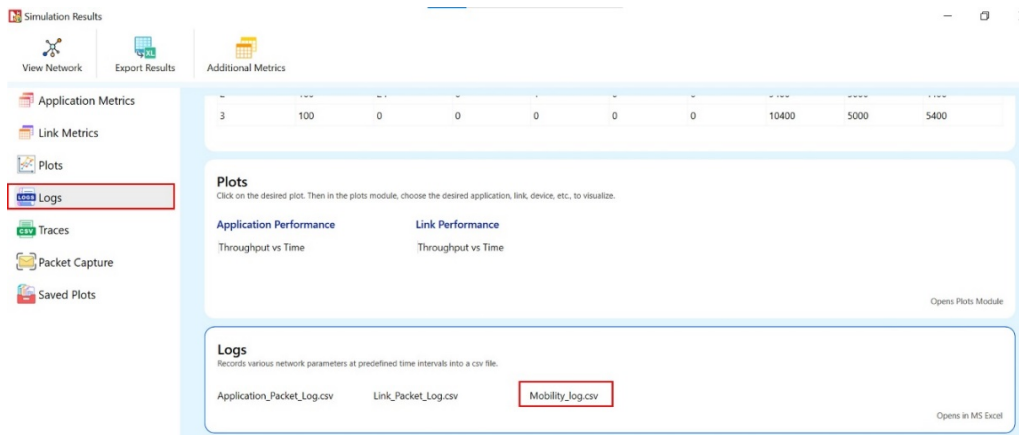 Simulation Results
View Network
Export Results
Additional Metrics
Application Metrics
Link Metrics
Plots
Logs
Traces
Packet Capture
Saved Plots
3 100 0 0 0 0 0 10400 5000 5400
Plots
Click on the desired plot. Then in the plots module, choose the desired application, link, device, etc., to visualize.
Application Performance Link Performance
Throughput vs Time Throughput vs Time
Opens Plots Module
Logs
Records various network parameters at predefined time intervals into a csv file.
Application_Packet_Log.csv Link_Packet_Log.csv Mobility_log.csv
Opens in MS Excel